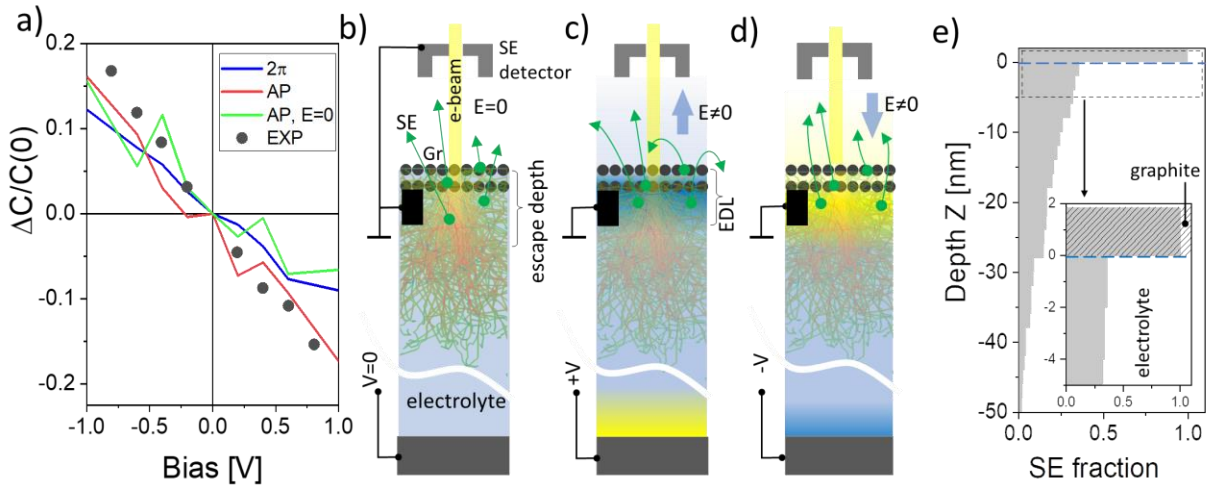 a)
0.2
0.1
0.0
-0.1
-0.2
ΔC/C(0)
-1.0 -0.5 0.0 0.5 1.0
Bias [V]
2π
AP
AP, E=0
EXP
b)
SE
detector
e-beam
E=0
SE
Gr
escape depth
V=0
electrolyte
c)
E≠0
EDL
+V
d)
E≠0
-V
e)
0
-10
-20
-30
-40
-50
Depth Z [nm]
0.0 0.5 1.0
SE fraction
graphite
2
0
-2
-4
electrolyte
0.0 0.5 1.0